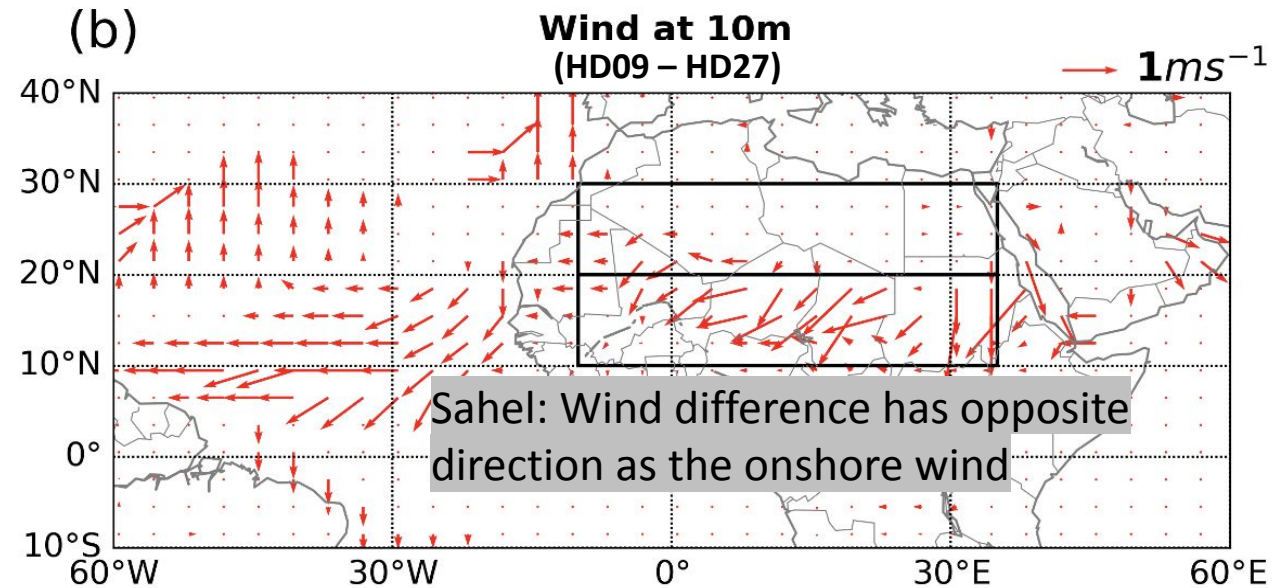 (b)
Wind at 10m
(HD09 – HD27)
1ms⁻¹
40°N
30°N
20°N
10°N
0°
10°S
Sahel: Wind difference has opposite
direction as the onshore wind
60°W 30°W 0° 30°E 60°E